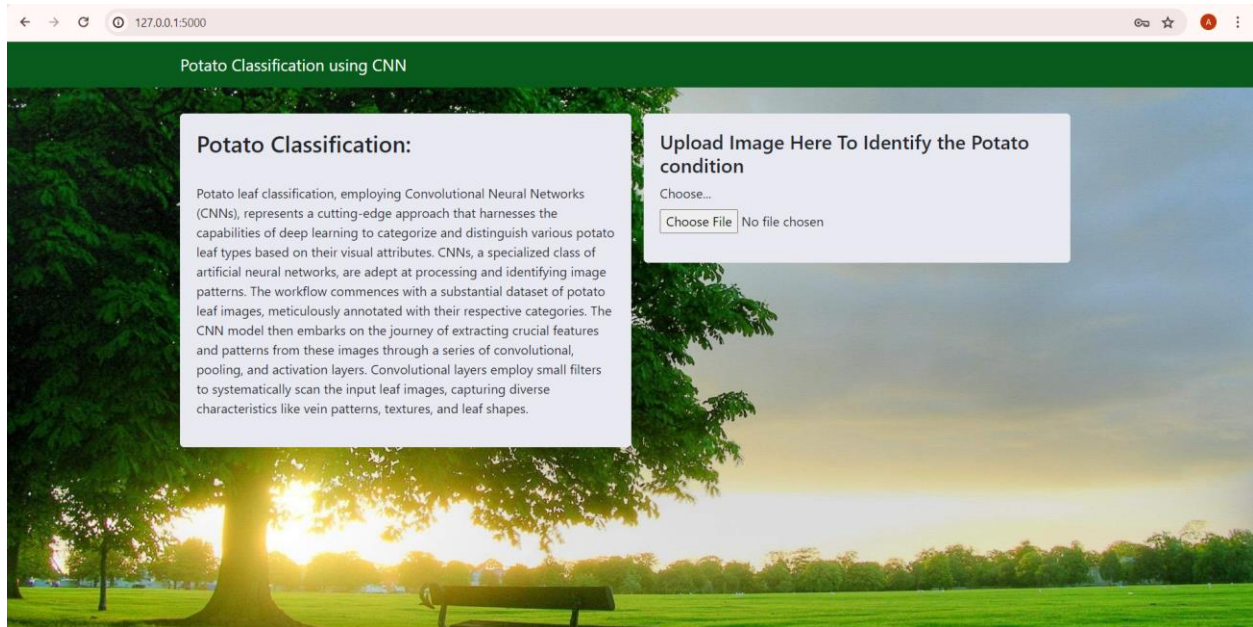 127.0.0.1:5000
A
Potato Classification using CNN
Potato Classification:
Potato leaf classification, employing Convolutional Neural Networks
(CNNs), represents a cutting-edge approach that harnesses the
capabilities of deep learning to categorize and distinguish various potato
leaf types based on their visual attributes. CNNs, a specialized class of
artificial neural networks, are adept at processing and identifying image
patterns. The workflow commences with a substantial dataset of potato
leaf images, meticulously annotated with their respective categories. The
CNN model then embarks on the journey of extracting crucial features
and patterns from these images through a series of convolutional,
pooling, and activation layers. Convolutional layers employ small filters
to systematically scan the input leaf images, capturing diverse
characteristics like vein patterns, textures, and leaf shapes.
Upload Image Here To Identify the Potato
condition
Choose...
Choose File No file chosen